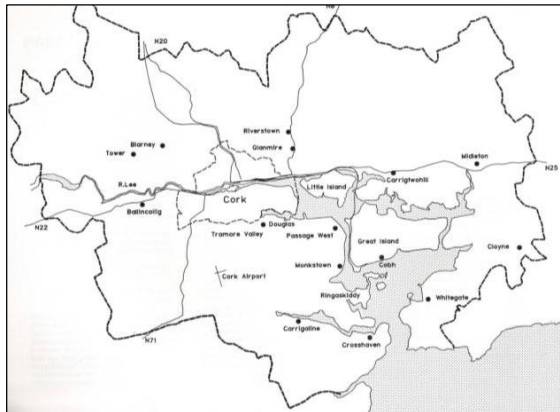 N8
N20
Riverstown
Blarney
Glanmire
Tower
Midleton
N25
Carrigtwohill
R.Lee
Little Island
Cork
Ballincollig
N22
Douglas
Tramore Valley
Passage West
Great Island
Cloyne
Cobh
Monkstown
Cork Airport
Ringaskiddy
Whitegate
Carrigaline
Crosshaven
N71